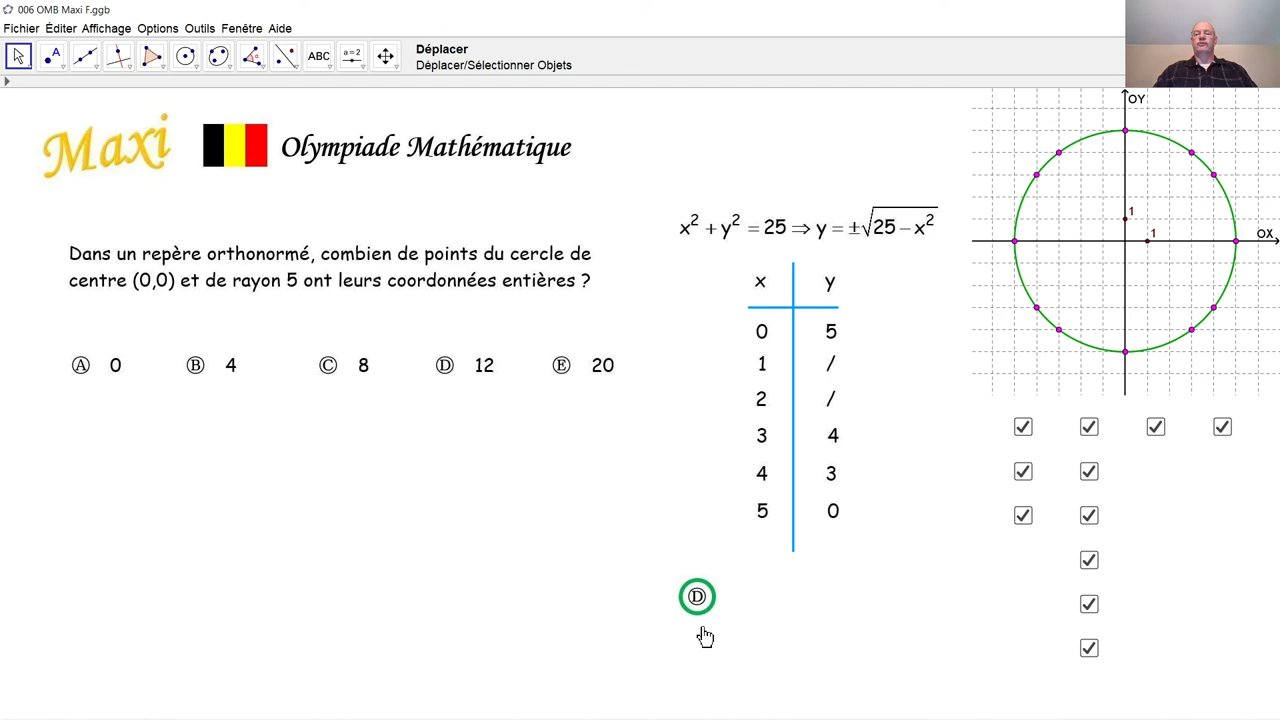 006 OMB Maxi F.ggb
Fichier Éditer Affichage Options Outils Fenêtre Aide
A
ABC
a=2
Déplacer
Déplacer/Sélectionner Objets
Maxi
Olympiade Mathématique
OY
1
1
OX
x² + y² = 25 ⇒ y = ±√(25 − x²)
Dans un repère orthonormé, combien de points du cercle de
centre (0,0) et de rayon 5 ont leurs coordonnées entières ?
Ⓐ 0 Ⓑ 4 Ⓒ 8 Ⓓ 12 Ⓔ 20
x y
0 5
1 /
2 /
3 4
4 3
5 0
Ⓓ